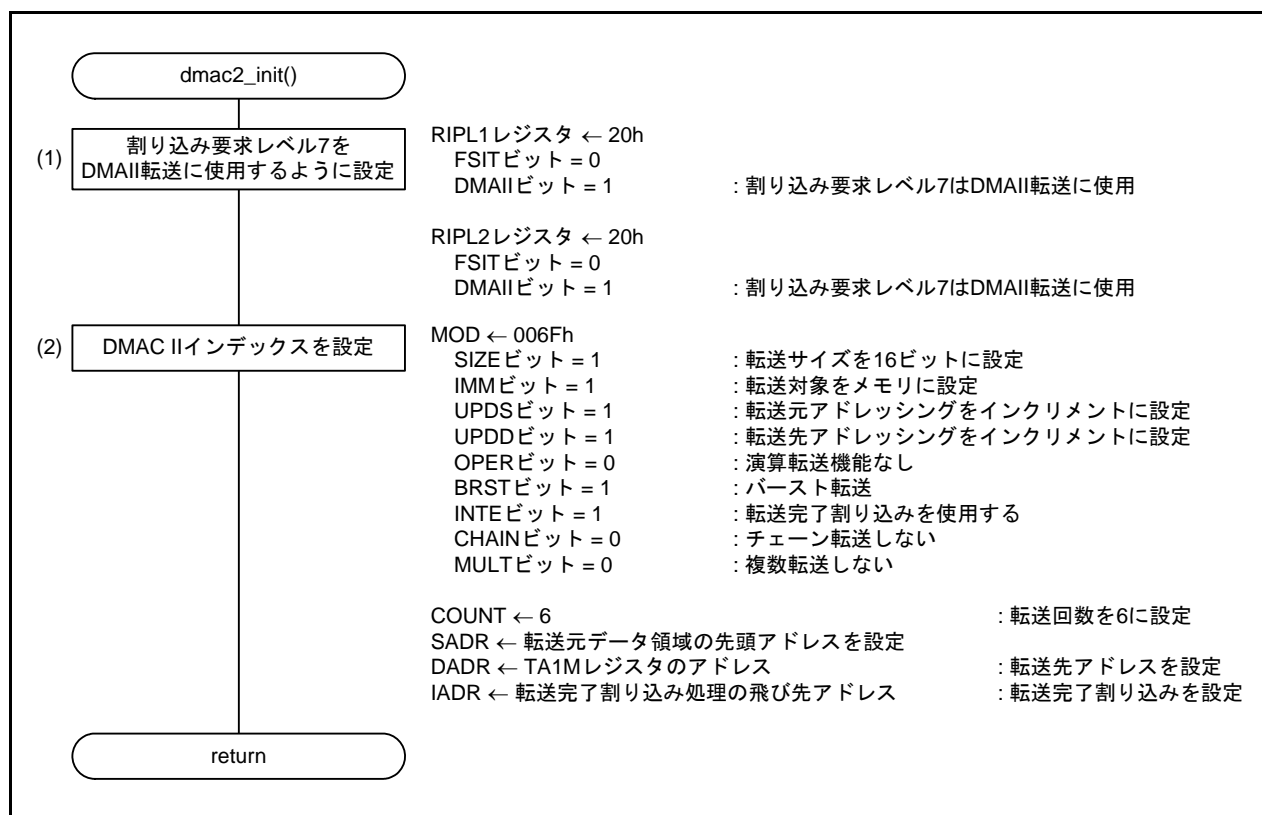 dmac2_init()
(1)
割り込み要求レベル7を
DMAII転送に使用するように設定
RIPL1レジスタ ← 20h
FSITビット = 0
DMAIIビット = 1 : 割り込み要求レベル7はDMAII転送に使用
RIPL2レジスタ ← 20h
FSITビット = 0
DMAIIビット = 1 : 割り込み要求レベル7はDMAII転送に使用
(2) DMAC IIインデックスを設定
MOD ← 006Fh
SIZEビット = 1 : 転送サイズを16ビットに設定
IMMビット = 1 : 転送対象をメモリに設定
UPDSビット = 1 : 転送元アドレッシングをインクリメントに設定
UPDDビット = 1 : 転送先アドレッシングをインクリメントに設定
OPERビット = 0 : 演算転送機能なし
BRSTビット = 1 : バースト転送
INTEビット = 1 : 転送完了割り込みを使用する
CHAINビット = 0 : チェーン転送しない
MULTビット = 0 : 複数転送しない
COUNT ← 6 : 転送回数を6に設定
SADR ← 転送元データ領域の先頭アドレスを設定
DADR ← TA1Mレジスタのアドレス : 転送先アドレスを設定
IADR ← 転送完了割り込み処理の飛び先アドレス : 転送完了割り込みを設定
return